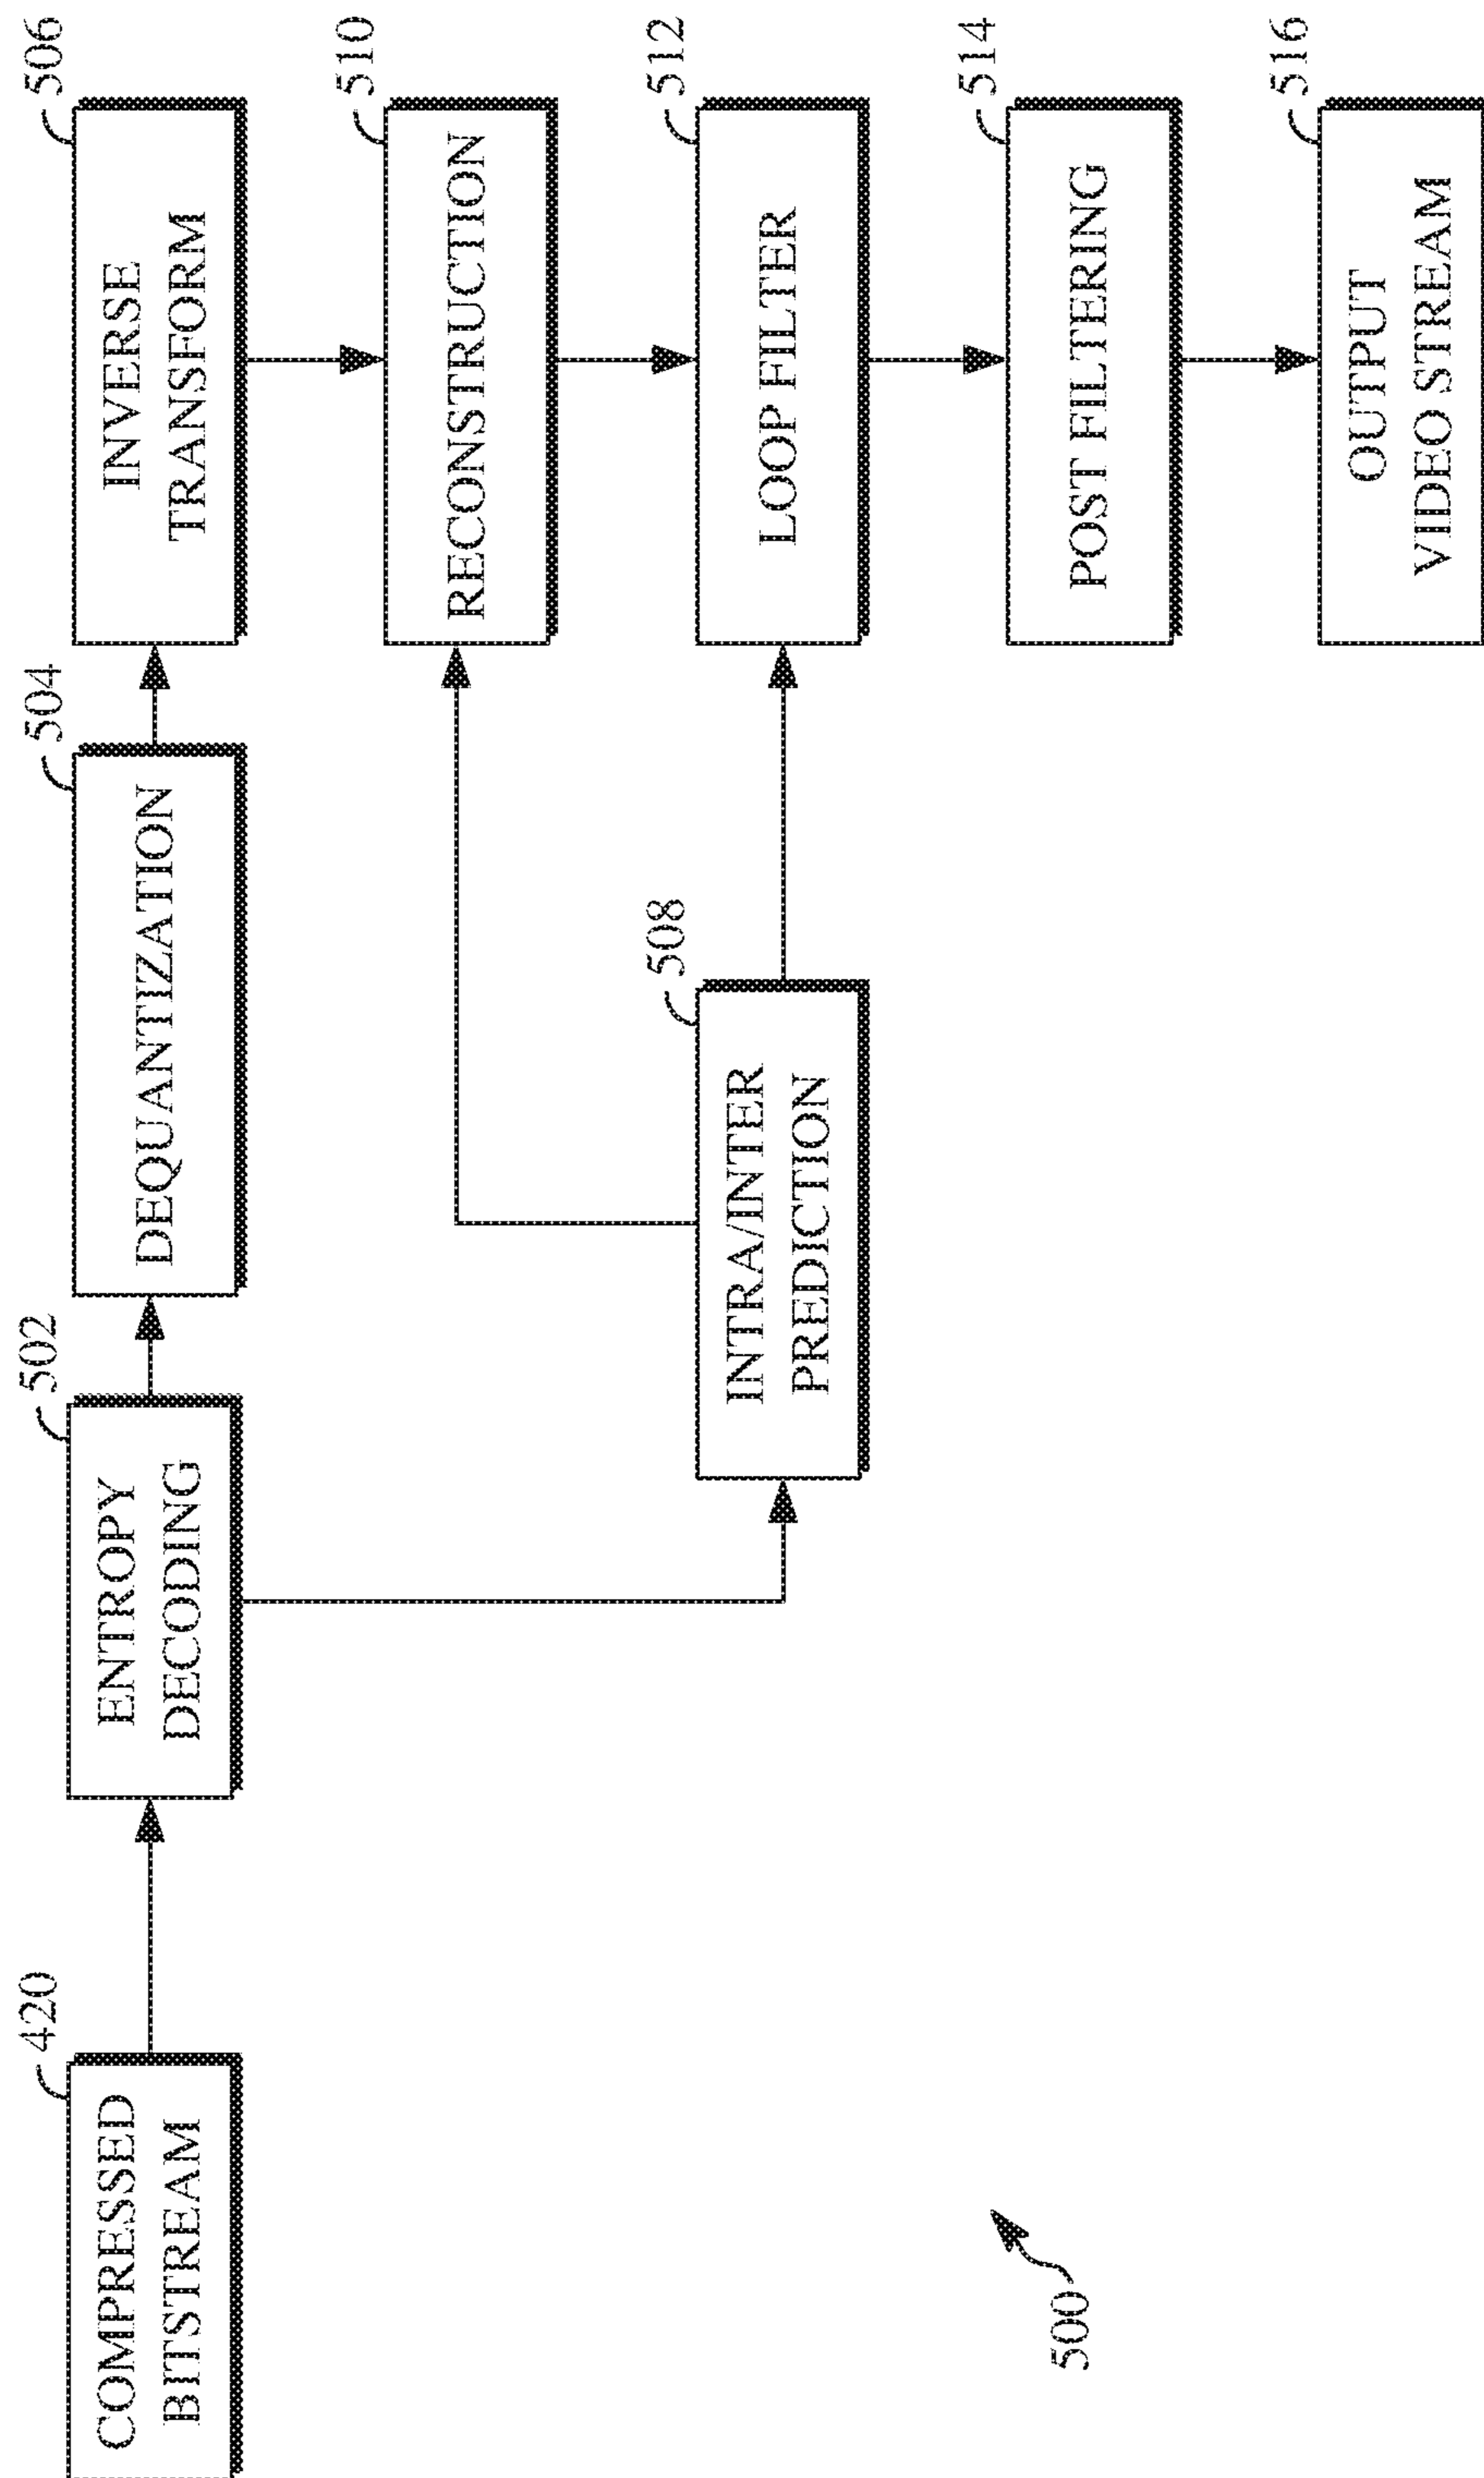 420
COMPRESSED
BITSTREAM
502
ENTROPY
DECODING
504
DEQUANTIZATION
506
INVERSE
TRANSFORM
510
RECONSTRUCTION
508
INTRA/INTER
PREDICTION
512
LOOP FILTER
514
POST FILTERING
516
OUTPUT
VIDEO STREAM
500